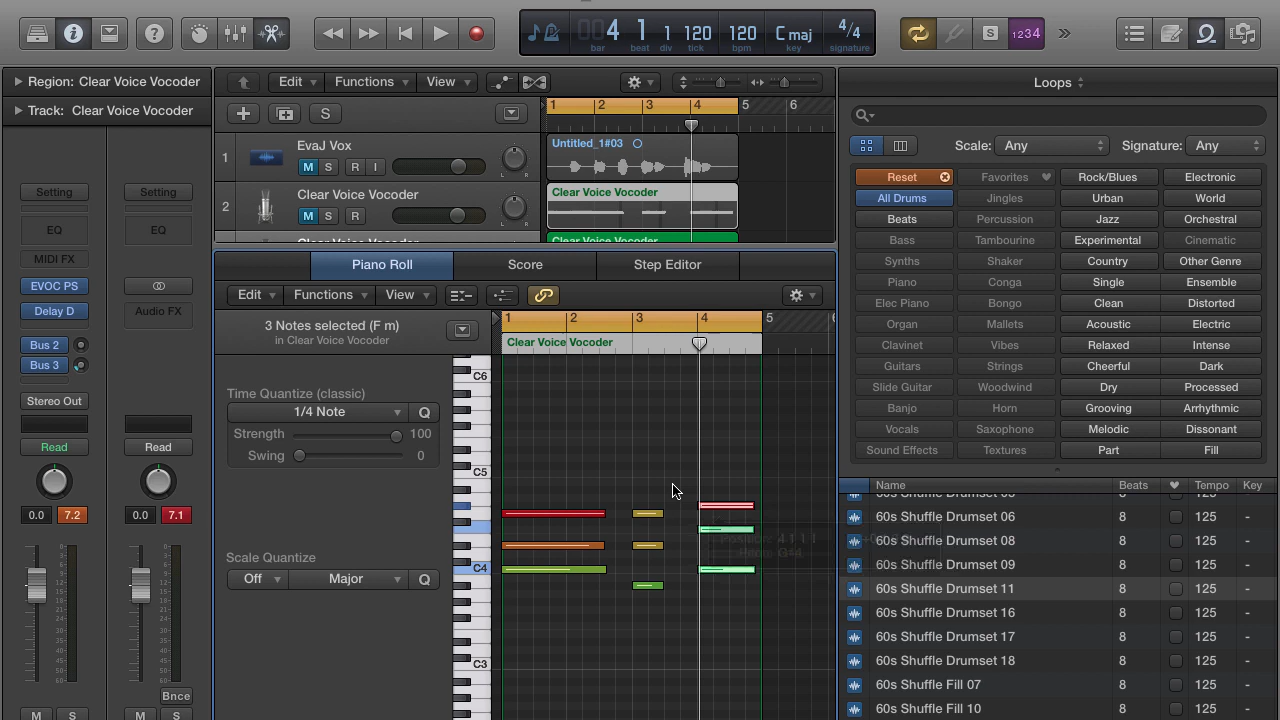 4 1 120 120 C maj 4/4
bar beat div tick bpm key signature
S 1234
Region: Clear Voice Vocoder
Track: Clear Voice Vocoder
Setting Setting
EQ EQ
MIDI FX
EVOC PS
Delay D Audio FX
Bus 2
Bus 3
Stereo Out
Read Read
0.0 7.2 0.0 7.1
Bnce
M S M S
Edit Functions View
S
1 2 3 4 5 6
1 EvaJ Vox
M S R I
Untitled_1#03
2 Clear Voice Vocoder
M S R
Clear Voice Vocoder
Clear Voice Vocoder
Clear Voice Vocoder
Piano Roll Score Step Editor
Edit Functions View
3 Notes selected (F m)
in Clear Voice Vocoder
1 2 3 4 5 6
Clear Voice Vocoder
Time Quantize (classic)
1/4 Note Q
Strength 100
Swing 0
Scale Quantize
Off Major Q
C6
C5
C4
C3
Loops
Scale: Any Signature: Any
Reset Favorites Rock/Blues Electronic
All Drums Jingles Urban World
Beats Percussion Jazz Orchestral
Bass Tambourine Experimental Cinematic
Synths Shaker Country Other Genre
Piano Conga Single Ensemble
Elec Piano Bongo Clean Distorted
Organ Mallets Acoustic Electric
Clavinet Vibes Relaxed Intense
Guitars Strings Cheerful Dark
Slide Guitar Woodwind Dry Processed
Banjo Horn Grooving Arrhythmic
Vocals Saxophone Melodic Dissonant
Sound Effects Textures Part Fill
Name Beats Tempo Key
60s Shuffle Drumset 06 8 125 -
60s Shuffle Drumset 08 8 125 -
60s Shuffle Drumset 09 8 125 -
60s Shuffle Drumset 11 8 125 -
60s Shuffle Drumset 16 8 125 -
60s Shuffle Drumset 17 8 125 -
60s Shuffle Drumset 18 8 125 -
60s Shuffle Fill 07 8 125 -
60s Shuffle Fill 10 8 125 -